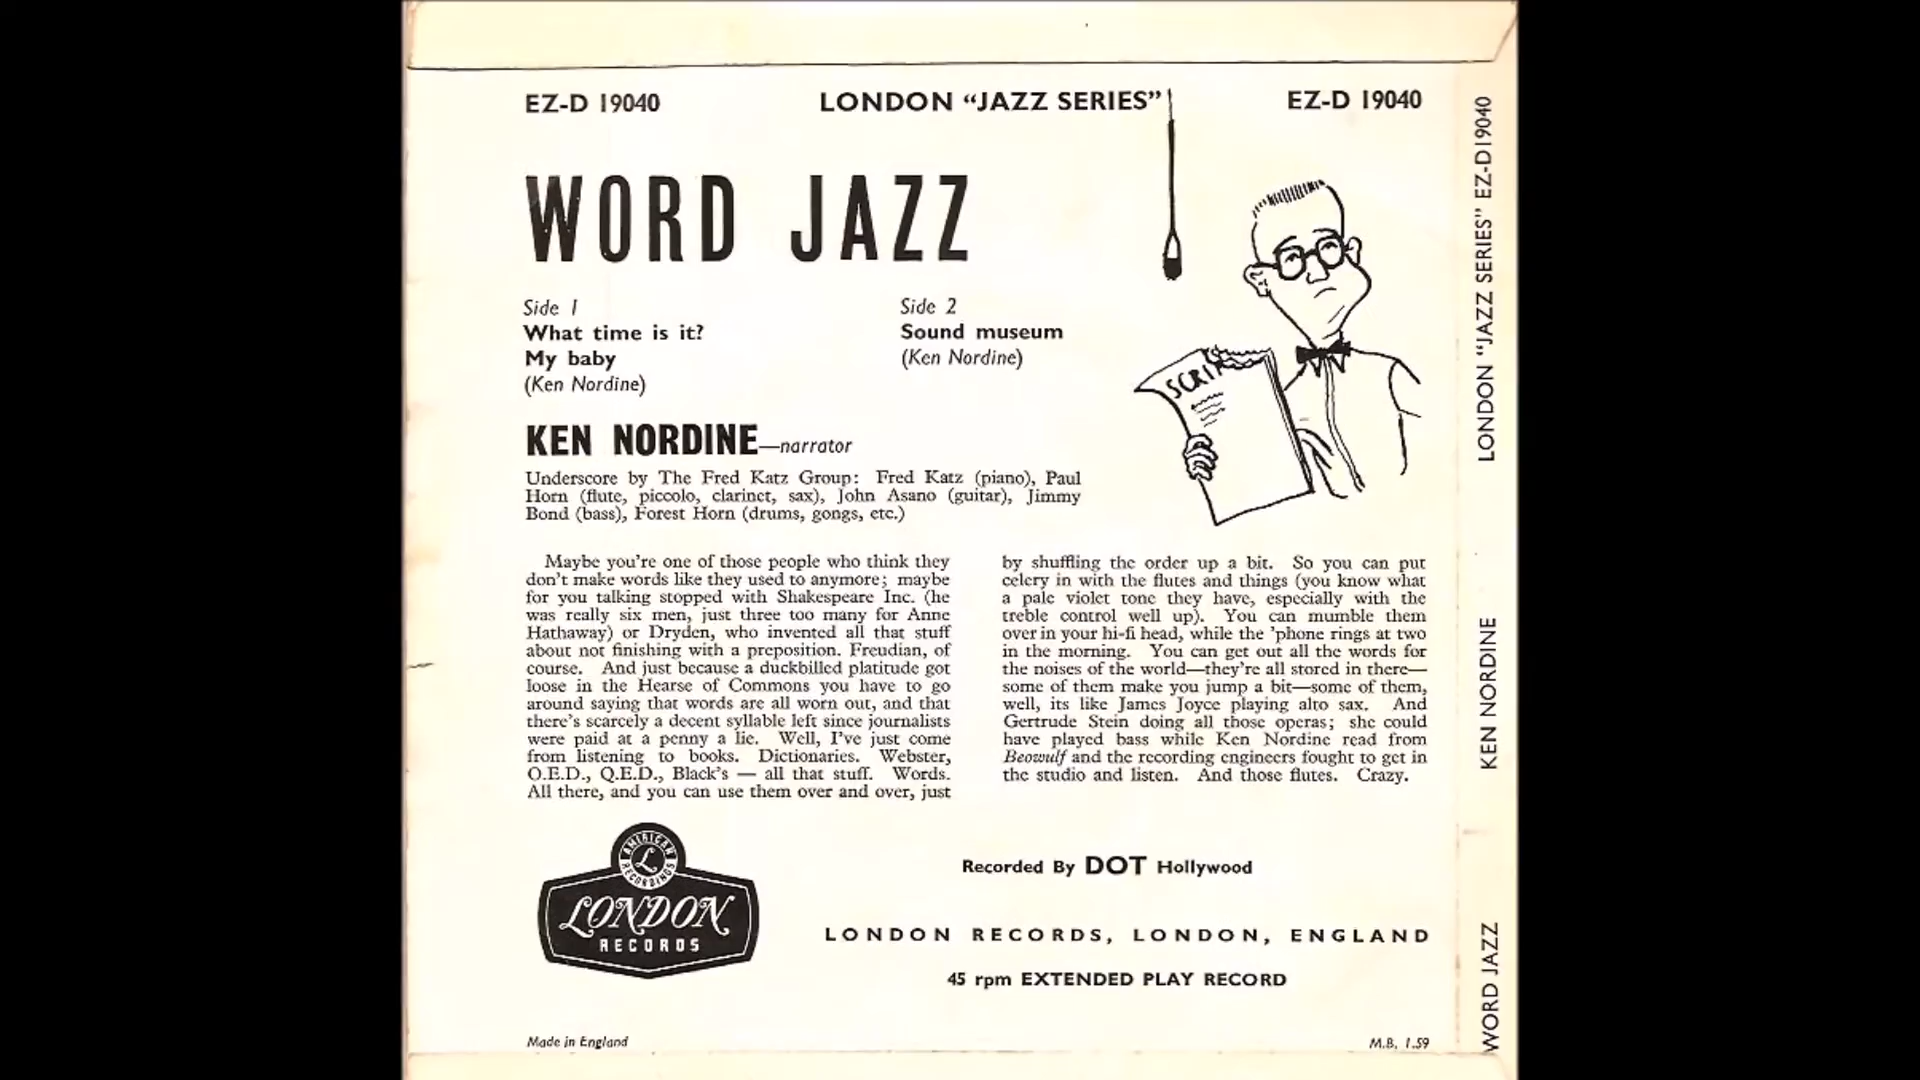 EZ-D 19040
LONDON “JAZZ SERIES”
EZ-D 19040
WORD JAZZ
Side 1
What time is it?
My baby
(Ken Nordine)
Side 2
Sound museum
(Ken Nordine)
SCRIP
KEN NORDINE—narrator
Underscore by The Fred Katz Group: Fred Katz (piano), Paul
Horn (flute, piccolo, clarinet, sax), John Asano (guitar), Jimmy
Bond (bass), Forest Horn (drums, gongs, etc.)
Maybe you're one of those people who think they
don't make words like they used to anymore; maybe
for you talking stopped with Shakespeare Inc. (he
was really six men, just three too many for Anne
Hathaway) or Dryden, who invented all that stuff
about not finishing with a preposition. Freudian, of
course. And just because a duckbilled platitude got
loose in the Hearse of Commons you have to go
around saying that words are all worn out, and that
there's scarcely a decent syllable left since journalists
were paid at a penny a lie. Well, I've just come
from listening to books. Dictionaries. Webster,
O.E.D., Q.E.D., Black's — all that stuff. Words.
All there, and you can use them over and over, just
by shuffling the order up a bit. So you can put
celery in with the flutes and things (you know what
a pale violet tone they have, especially with the
treble control well up). You can mumble them
over in your hi-fi head, while the 'phone rings at two
in the morning. You can get out all the words for
the noises of the world—they're all stored in there—
some of them make you jump a bit—some of them,
well, its like James Joyce playing alto sax. And
Gertrude Stein doing all those operas; she could
have played bass while Ken Nordine read from
Beowulf and the recording engineers fought to get in
the studio and listen. And those flutes. Crazy.
AMERICAN RECORDINGS
L
LONDON
RECORDS
Recorded By DOT Hollywood
LONDON RECORDS, LONDON, ENGLAND
45 rpm EXTENDED PLAY RECORD
Made in England
M.B. 1.59
LONDON “JAZZ SERIES” EZ-D19040
KEN NORDINE
WORD JAZZ